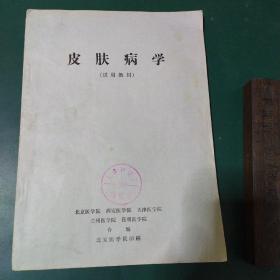 皮肤病学
(试用教材)
北京医学院 西安医学院 天津医学院
兰州医学院 昆明医学院
合编
北京医学院印刷